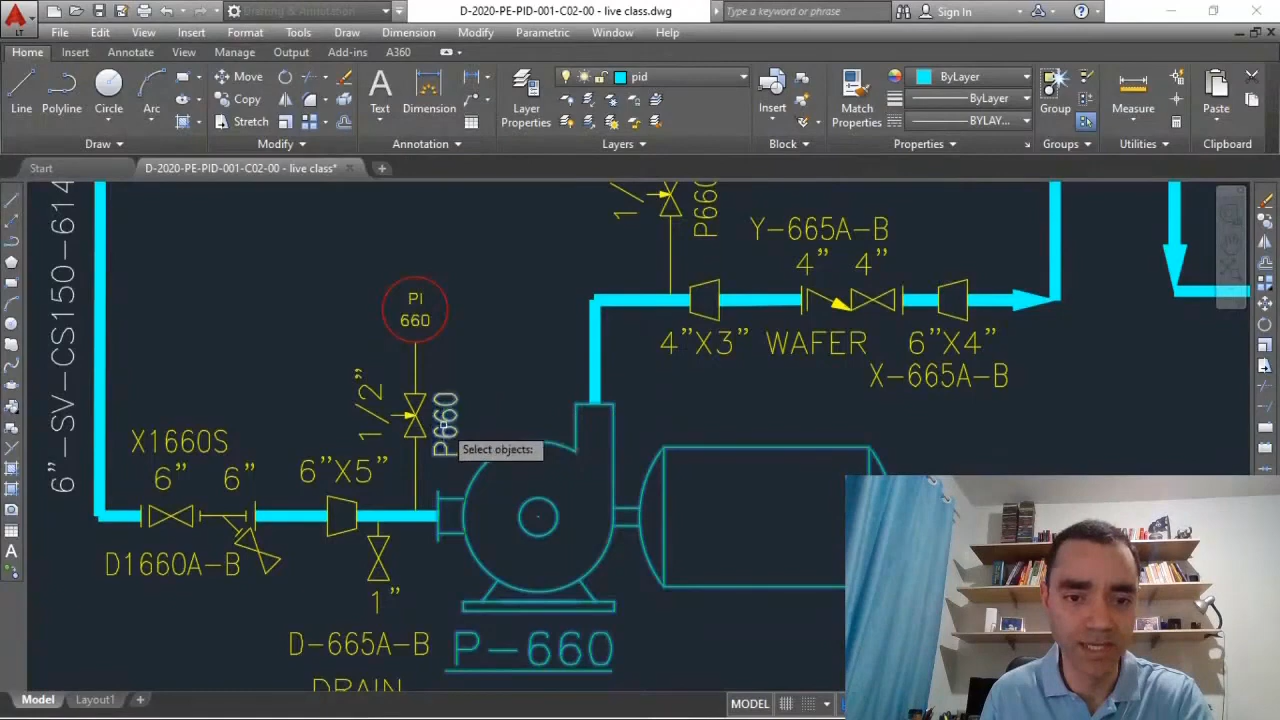 LT
Drafting & Annotation
D-2020-PE-PID-001-C02-00 - live class.dwg
Type a keyword or phrase
Sign In
File Edit View Insert Format Tools Draw Dimension Modify Parametric Window Help
Home Insert Annotate View Manage Output Add-ins A360
Line
Polyline
Circle
Arc
Draw
Move
Copy
Stretch
Modify
Text
Dimension
Annotation
Layer Properties
pid
Layers
Insert
Block
Match Properties
ByLayer
ByLayer
BYLAY...
Properties
Group
Groups
Measure
Utilities
Paste
Clipboard
Start
D-2020-PE-PID-001-C02-00 - live class*
6"-SV-CS150-614
P660
Y-665A-B
4" 4"
PI
660
4"X3" WAFER 6"X4"
X-665A-B
1/2"
P660
Select objects:
X1660S
6" 6" 6"X5"
D1660A-B
1"
D-665A-B
P-660
DRAIN
Model
Layout1
MODEL